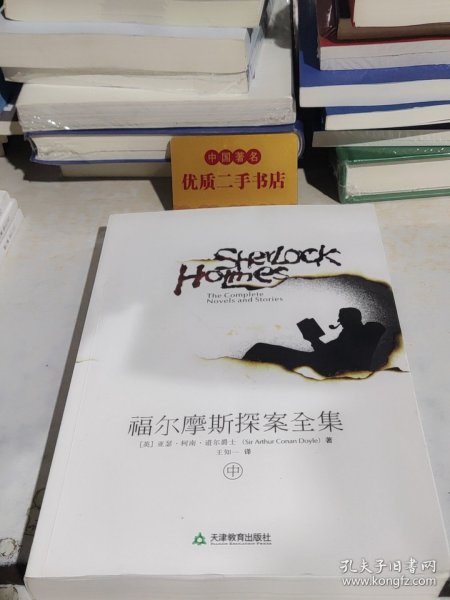 中国著名
优质二手书店
Sherlock
Holmes
The Complete
Novels and Stories
福尔摩斯探案全集
[英] 亚瑟·柯南·道尔爵士 (Sir Arthur Conan Doyle) 著
王知一 译
中
天津教育出版社
孔夫子旧书网
www.kongfz.com